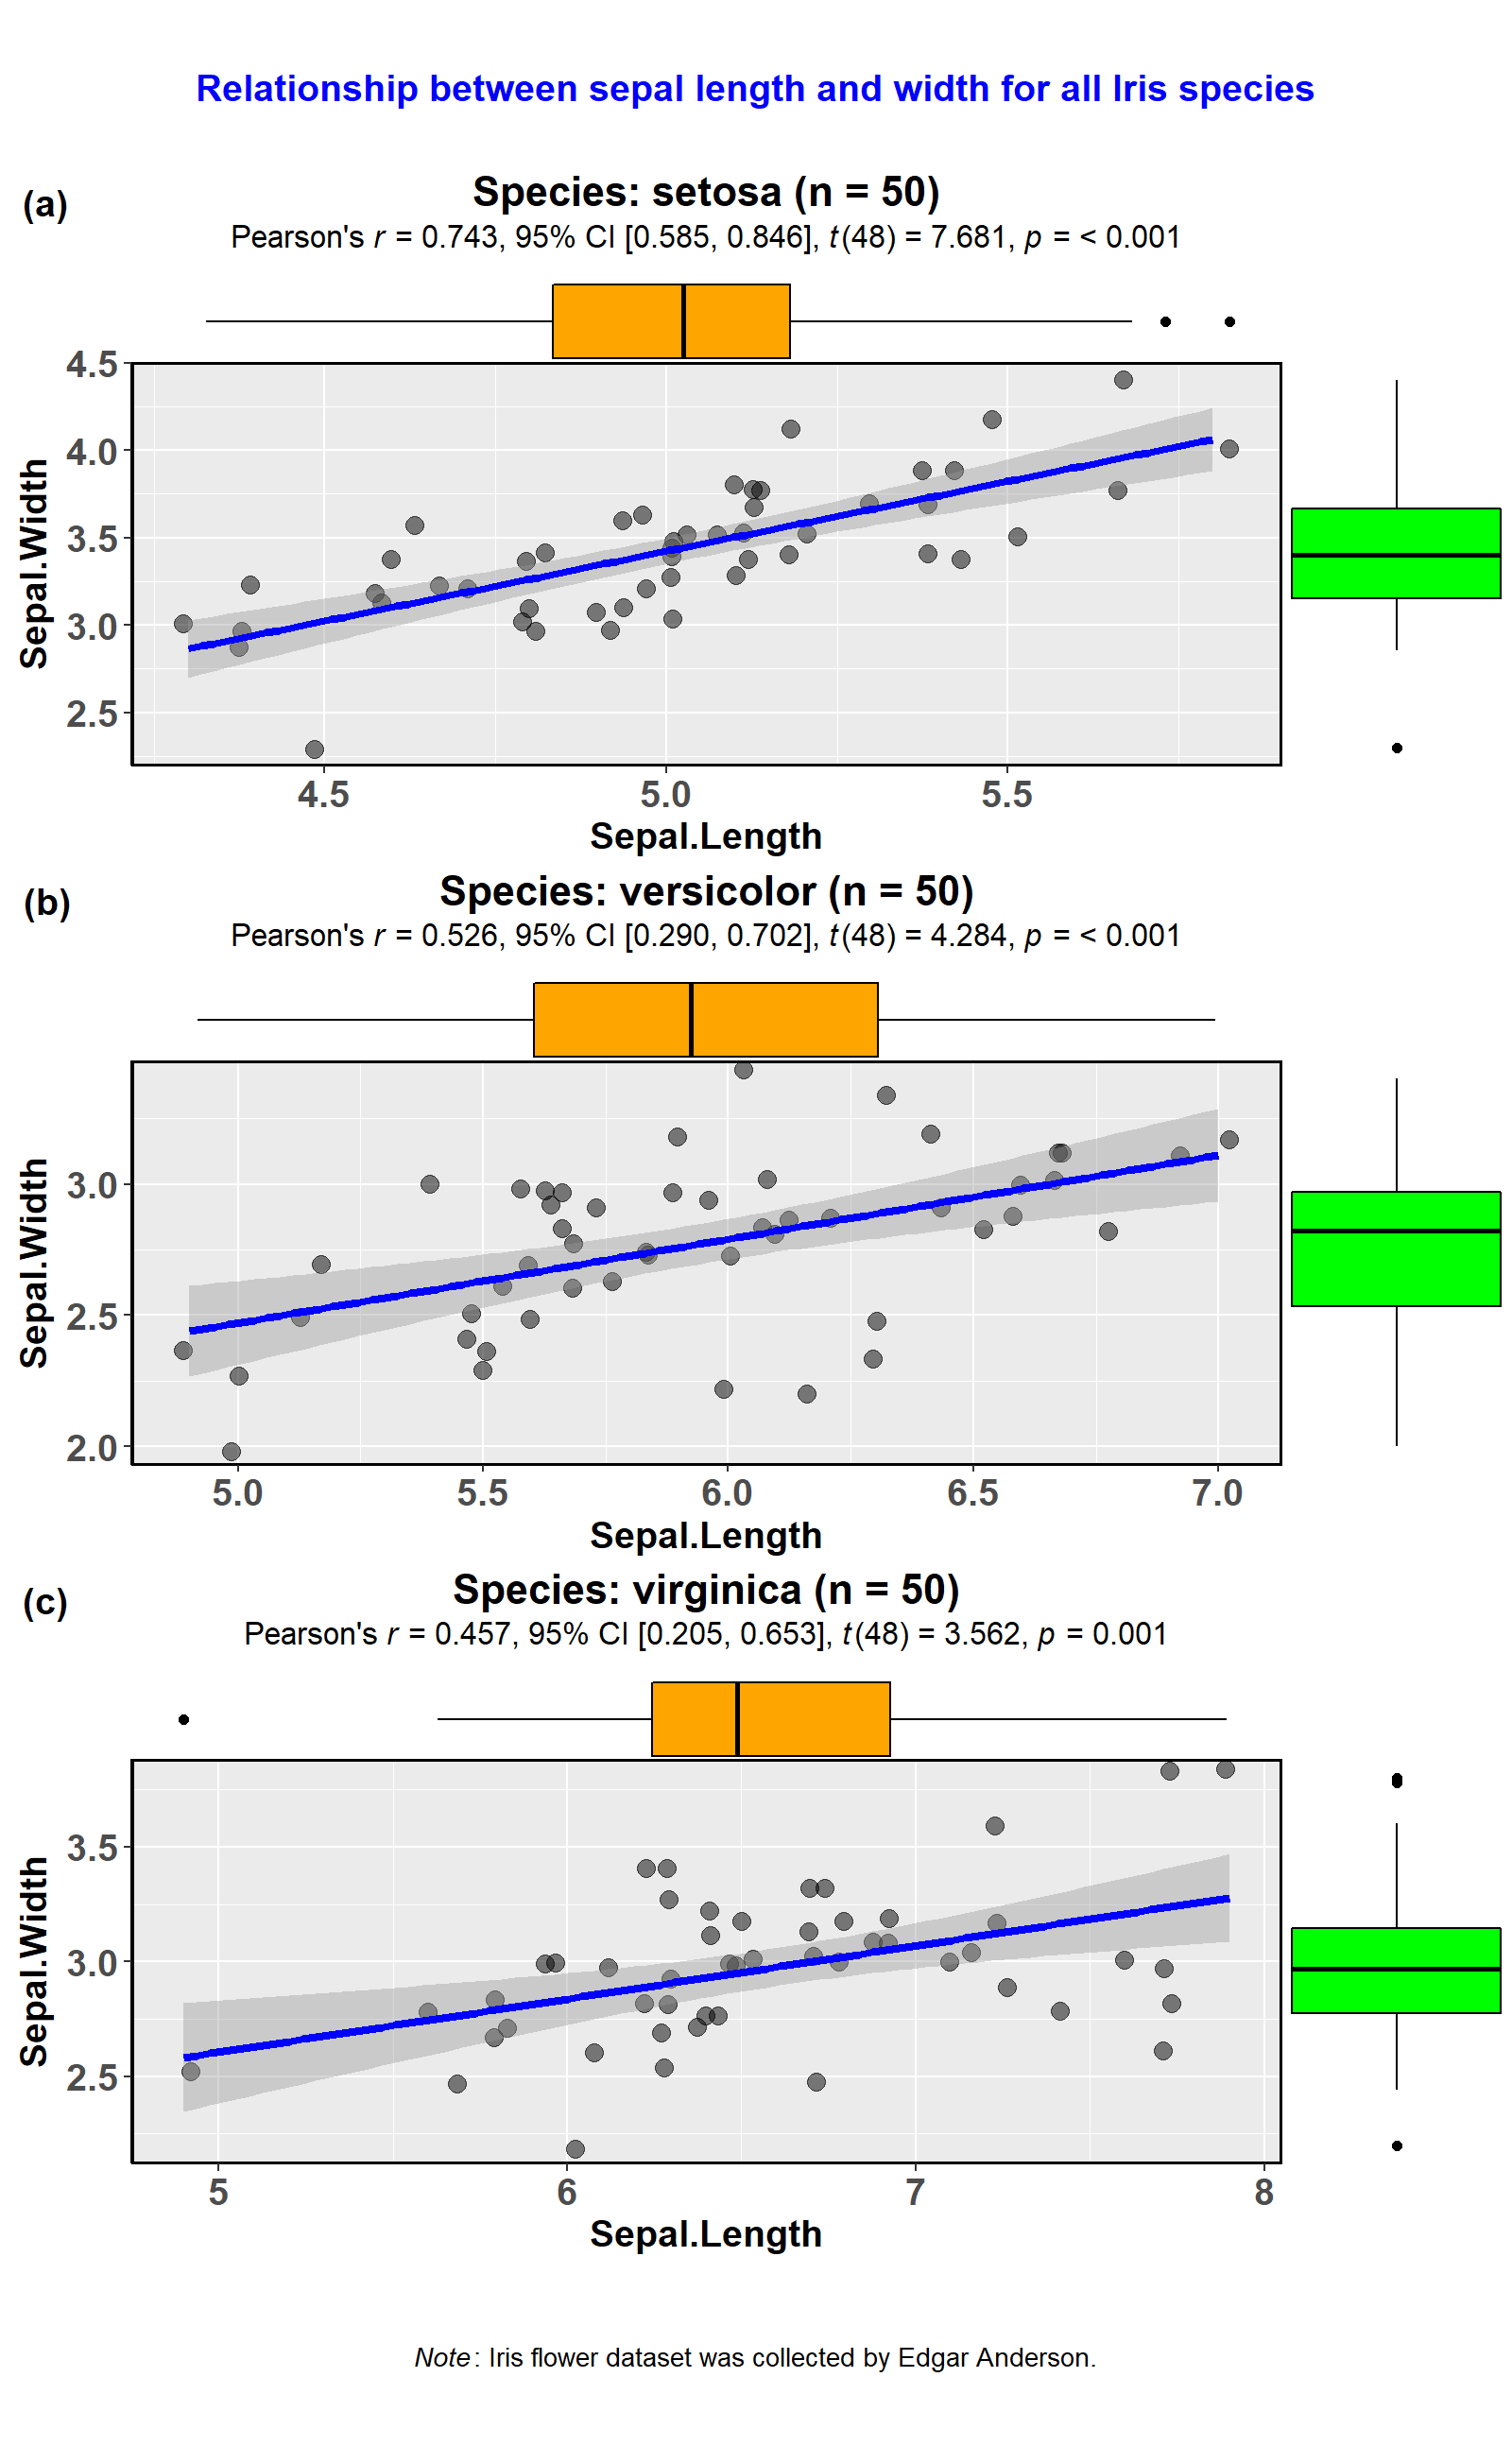 Relationship between sepal length and width for all Iris species
(a)
Species: setosa (n = 50)
Pearson's r = 0.743, 95% CI [0.585, 0.846], t(48) = 7.681, p = < 0.001
4.5
4.0
3.5
3.0
2.5
Sepal.Width
4.5 5.0 5.5
Sepal.Length
(b)
Species: versicolor (n = 50)
Pearson's r = 0.526, 95% CI [0.290, 0.702], t(48) = 4.284, p = < 0.001
3.0
2.5
2.0
Sepal.Width
5.0 5.5 6.0 6.5 7.0
Sepal.Length
(c)
Species: virginica (n = 50)
Pearson's r = 0.457, 95% CI [0.205, 0.653], t(48) = 3.562, p = 0.001
3.5
3.0
2.5
Sepal.Width
5 6 7 8
Sepal.Length
Note: Iris flower dataset was collected by Edgar Anderson.